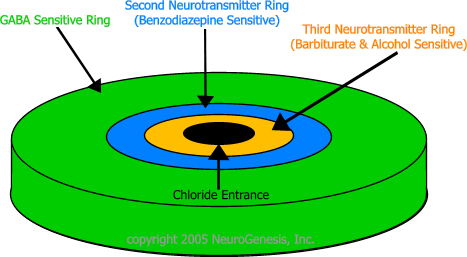 GABA Sensitive Ring
Second Neurotransmitter Ring
(Benzodiazepine Sensitive)
Third Neurotransmitter Ring
(Barbiturate & Alcohol Sensitive)
Chloride Entrance
copyright 2005 NeuroGenesis, Inc.